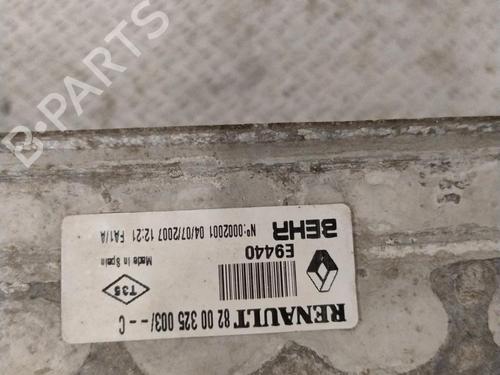 RENAULT 82 00 325 003/ -- C
E9440
BEHR
Nº:0002001 04/07/2007 12:21 FA1/A
Made in Spain
T35
B-PARTS